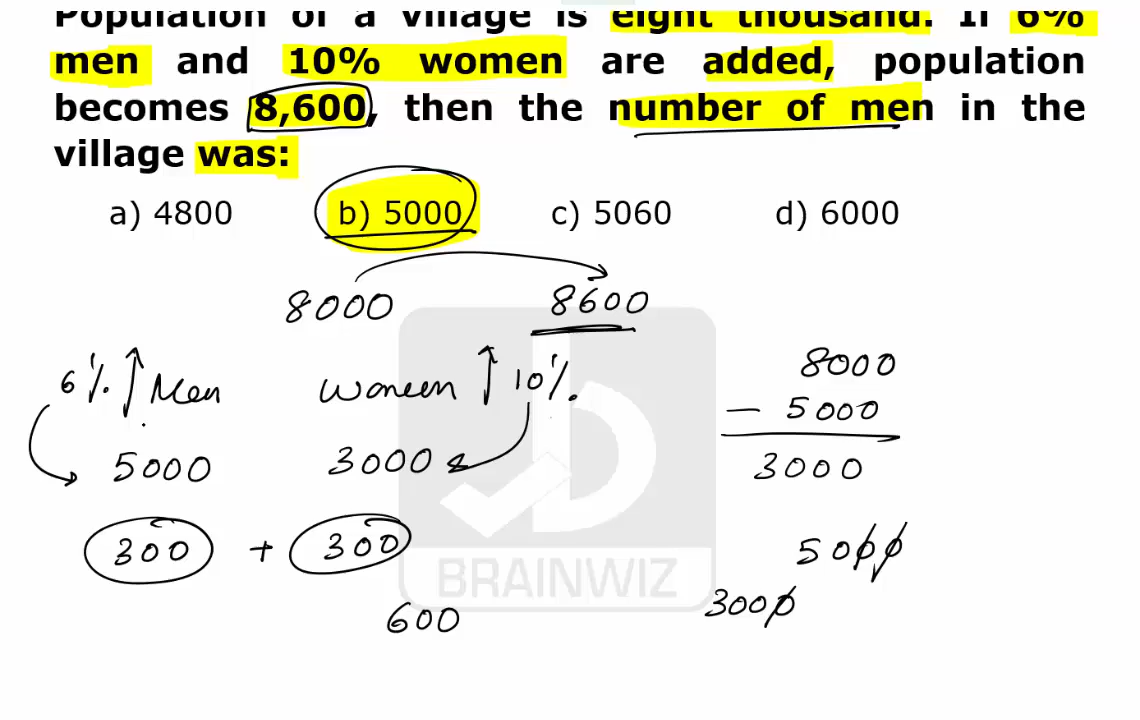 Population of a village is eight thousand. If 6%
men and 10% women are added, population
becomes 8,600, then the number of men in the
village was:
a) 4800 b) 5000 c) 5060 d) 6000
8000 8600
6% ↑ Men women ↑ 10%
8000
- 5000
3000
5000 3000
300 + 300
600
5000
3000
BRAINWIZ